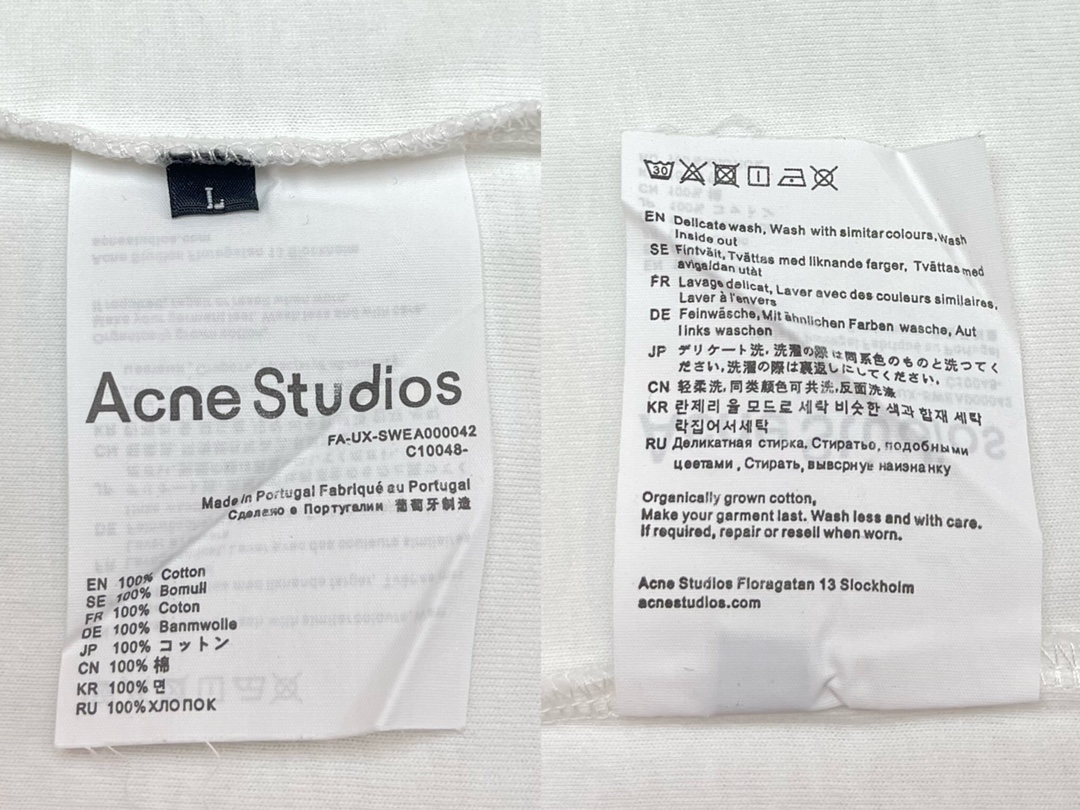 L
Acne Studios
FA-UX-SWEA000042
C10048-
Made in Portugal Fabriqué au Portugal
Сделено в Португалии 葡萄牙制造
EN 100% Cotton
SE 100% Bomull
FR 100% Coton
DE 100% Banmwolle
JP 100% コットン
CN 100% 棉
KR 100% 면
RU 100% ХЛОПОК
30
EN Delicate wash, Wash with simitar colours, Wash
Inside out
SE Fintvält, Tvättas med liknande farger, Tvättas med
avigsidan utåt
FR Lavage delicat, Laver avec des couleurs similaires,
Laver à l'envers
DE Feinwäsche, Mit ähnlichen Farben wasche, Aut
links waschen
JP デリケート洗, 洗濯の際は同系色のものと洗つてく
ださい, 洗濯の際は裏返しにしてください,
CN 轻柔洗, 同类颜色可共洗, 反面洗涤
KR 란제리 울 모드로 세탁 비슷한 색과 함재 세탁
락집어서세탁
RU Деликатная стирка, Стиратьо, подобными
цветами, Стирать, вывсрнув наизнанку
Organically grown cotton,
Make your garment last. Wash less and with care.
If required, repair or resell when worn.
Acne Studios Floragatan 13 Slockholm
acnestudios.com